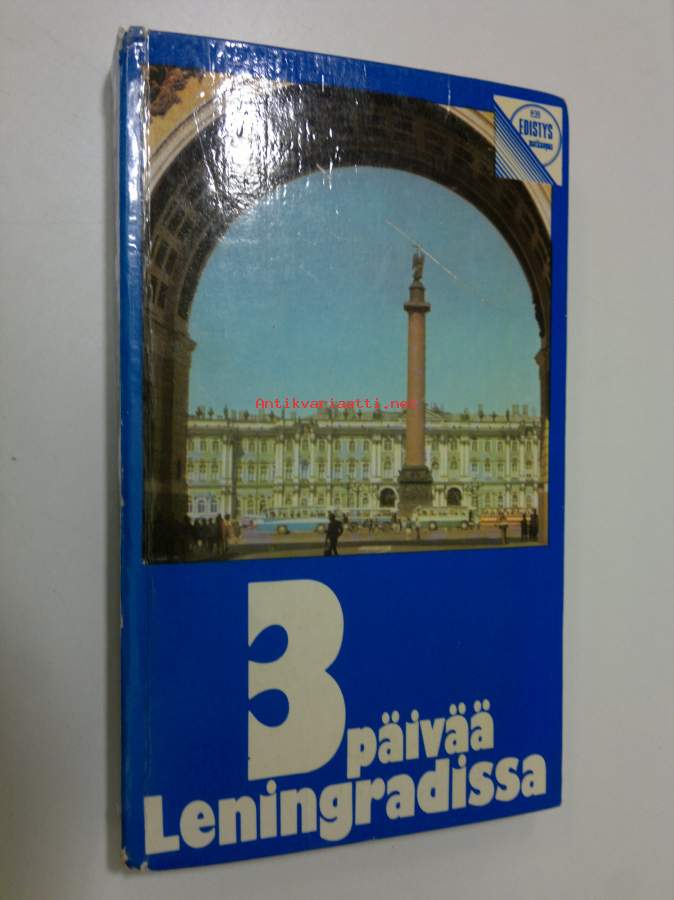 EDISTYS
Antikvariaatti.net
3
päivää
Leningradissa